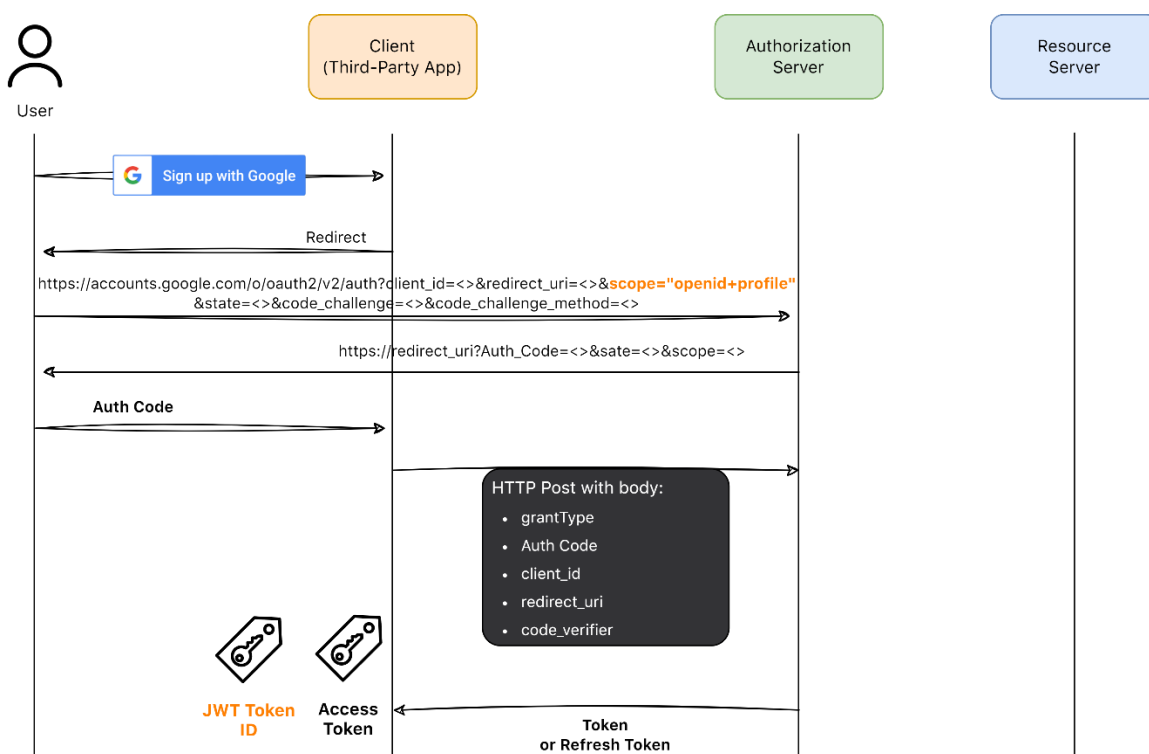 Client
(Third-Party App)
Authorization
Server
Resource
Server
User
Sign up with Google
Redirect
https://accounts.google.com/o/oauth2/v2/auth?client_id=<>&redirect_uri=<>&scope="openid+profile"
&state=<>&code_challenge=<>&code_challenge_method=<>
https://redirect_uri?Auth_Code=<>&sate=<>&scope=<>
Auth Code
HTTP Post with body:
• grantType
• Auth Code
• client_id
• redirect_uri
• code_verifier
JWT Token
ID
Access
Token
Token
or Refresh Token